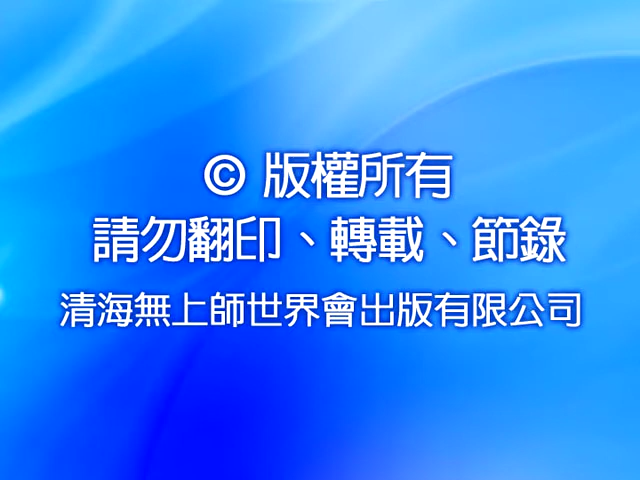 © 版權所有
請勿翻印、轉載、節錄
清海無上師世界會出版有限公司